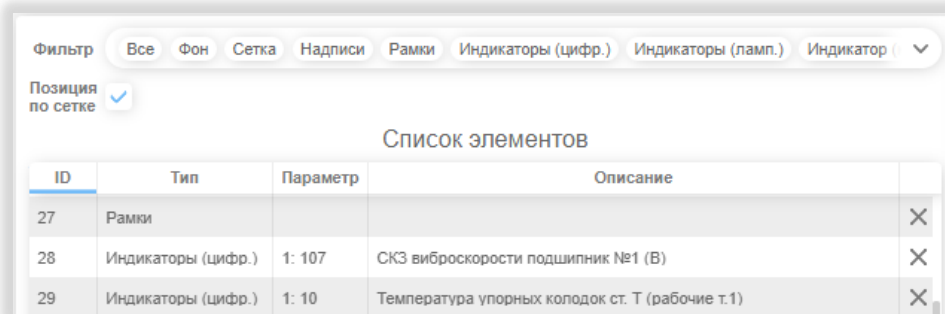 Фильтр Все Фон Сетка Надписи Рамки Индикаторы (цифр.) Индикаторы (ламп.) Индикатор (
Позиция
по сетке
Список элементов
ID Тип Параметр Описание
27 Рамки
28 Индикаторы (цифр.) 1: 107 СКЗ виброскорости подшипник №1 (В)
29 Индикаторы (цифр.) 1: 10 Температура упорных колодок ст. Т (рабочие т.1)